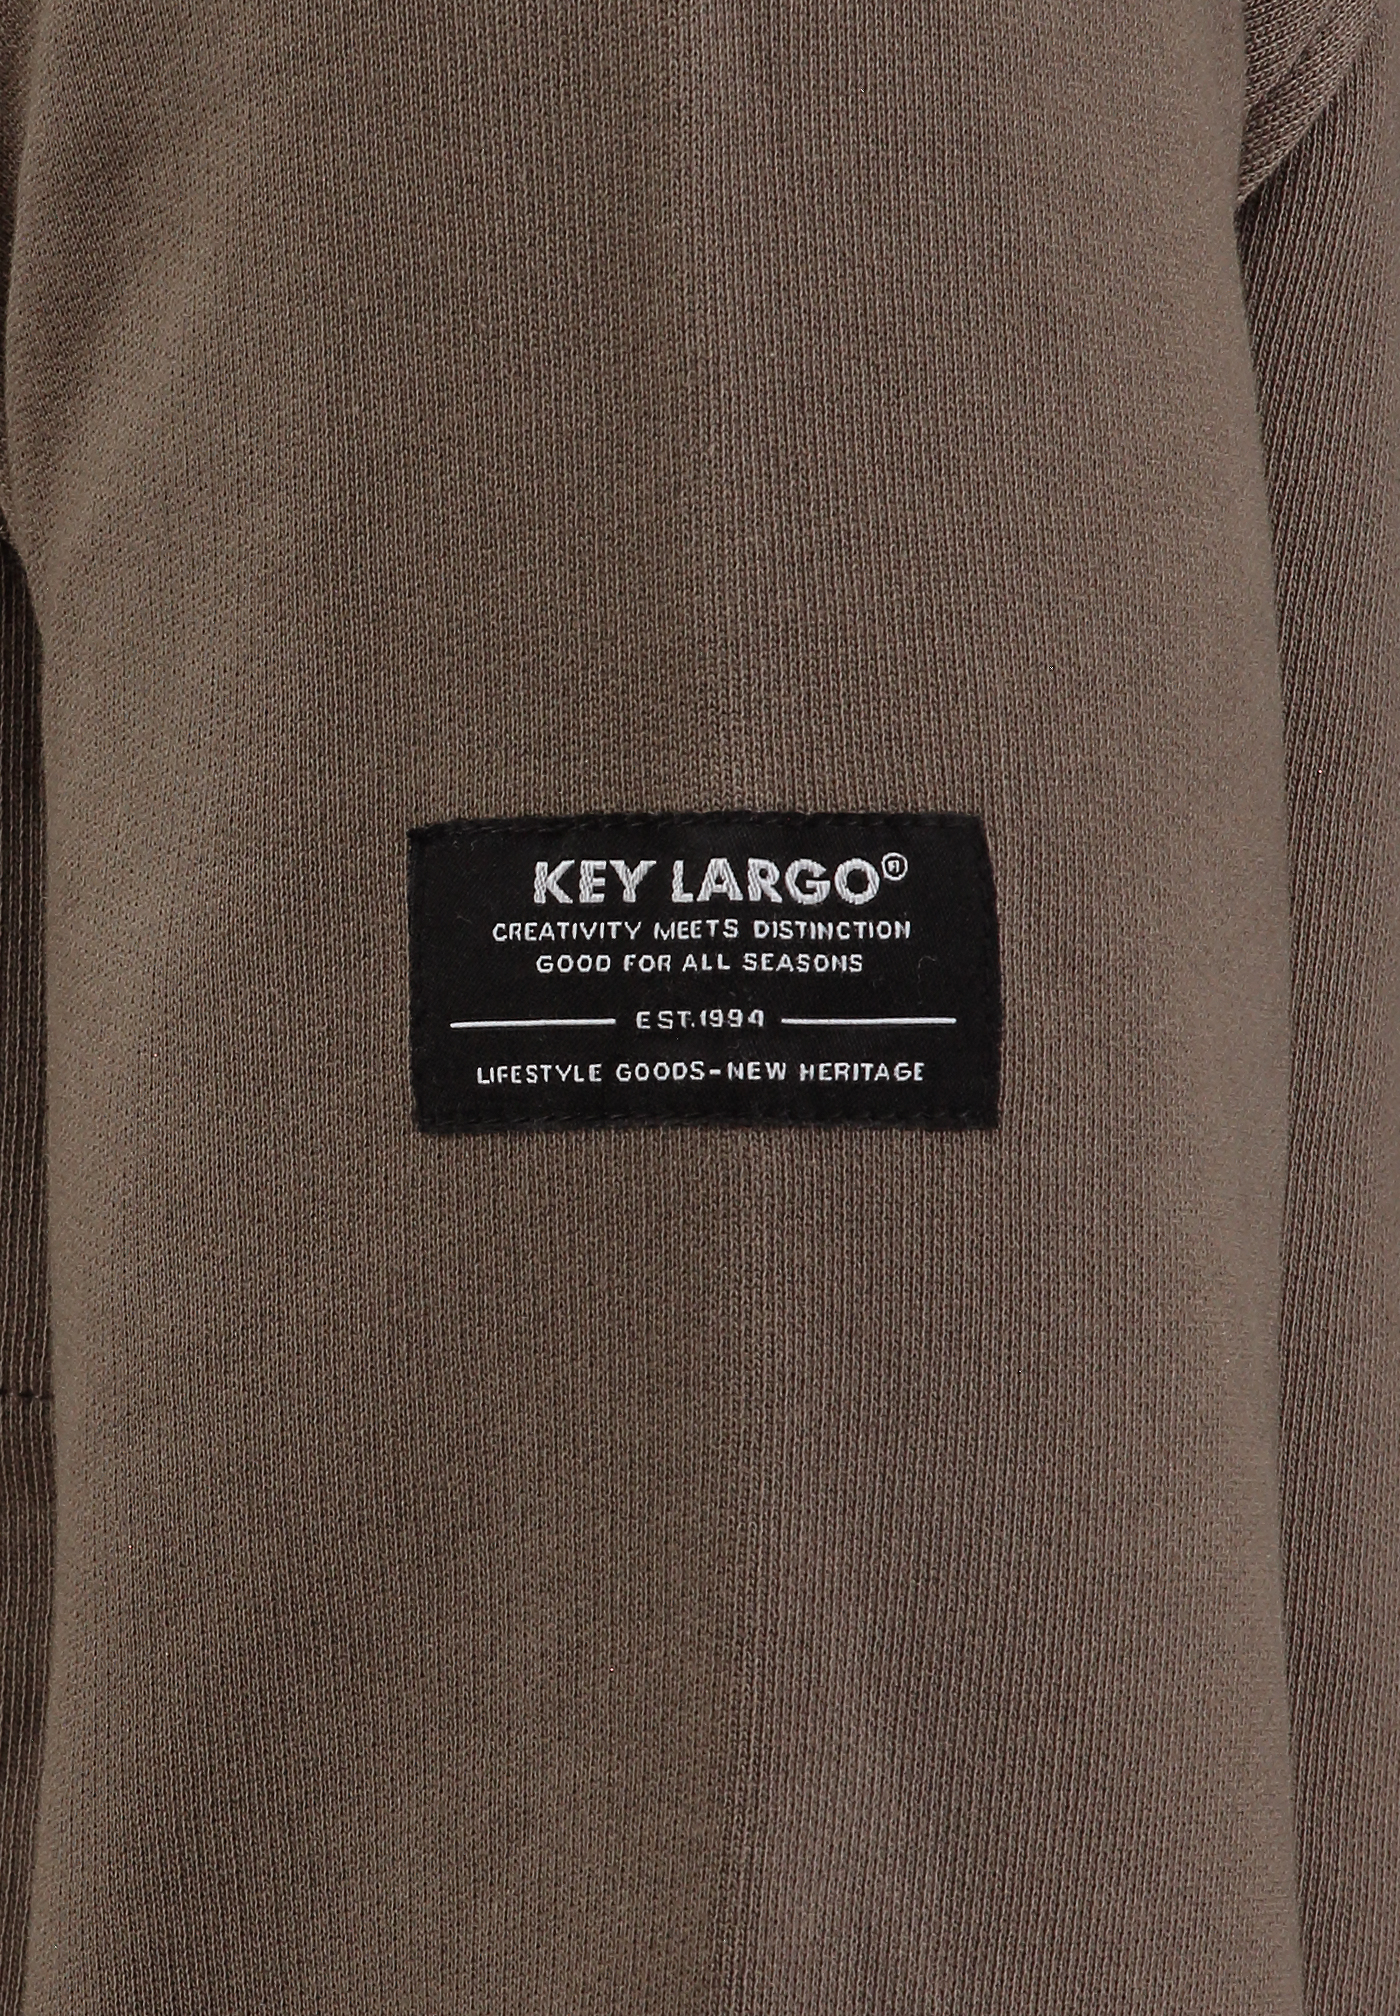 KEY LARGO®
CREATIVITY MEETS DISTINCTION
GOOD FOR ALL SEASONS
EST.1994
LIFESTYLE GOODS-NEW HERITAGE